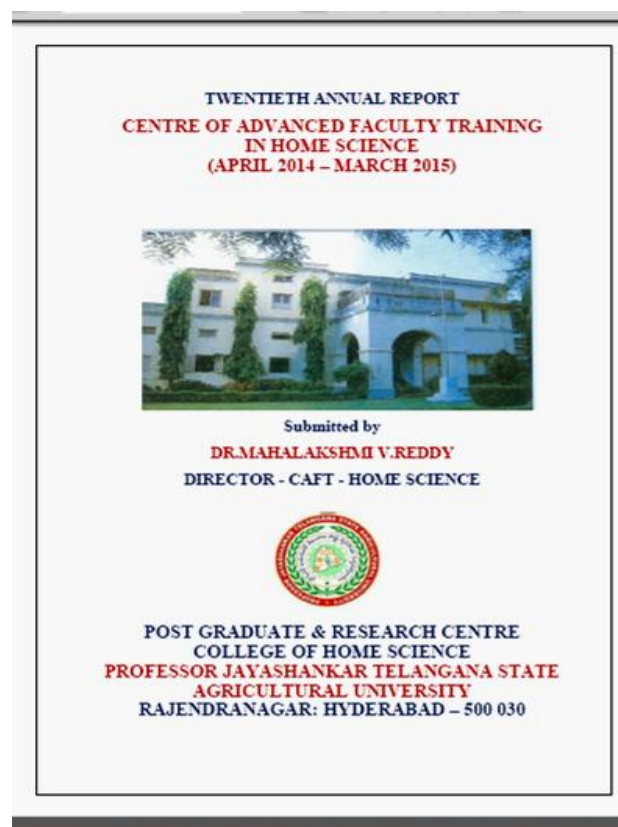 TWENTIETH ANNUAL REPORT
CENTRE OF ADVANCED FACULTY TRAINING
IN HOME SCIENCE
(APRIL 2014 – MARCH 2015)
Submitted by
DR.MAHALAKSHMI V.REDDY
DIRECTOR - CAFT - HOME SCIENCE
POST GRADUATE & RESEARCH CENTRE
COLLEGE OF HOME SCIENCE
PROFESSOR JAYASHANKAR TELANGANA STATE
AGRICULTURAL UNIVERSITY
RAJENDRANAGAR: HYDERABAD – 500 030